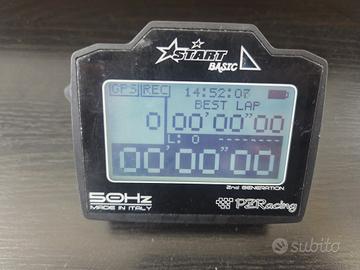 START
BASIC
GPS REC 14:52:07
BEST LAP
0 00'00"00
L: 0 -------
00'00"00
2nd GENERATION
50Hz
MADE IN ITALY
PZRacing
subito